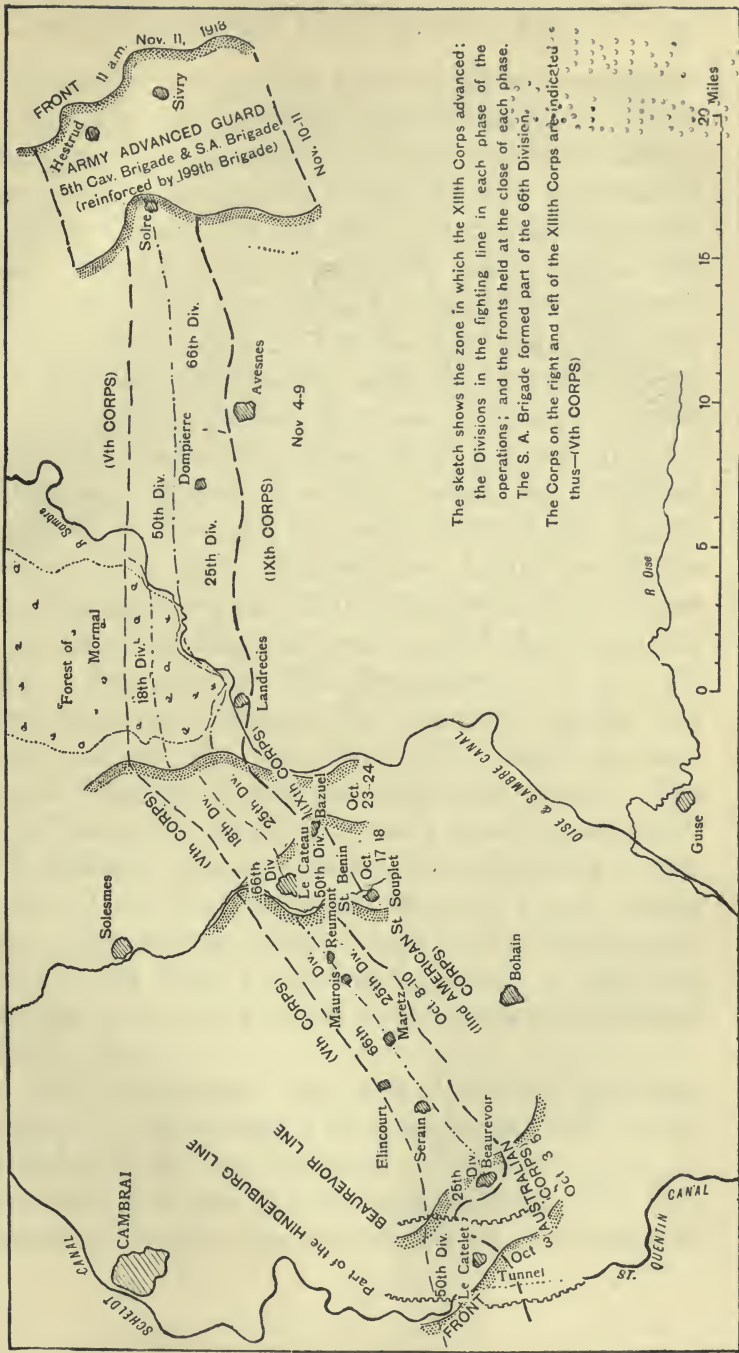 FRONT 11 a.m. Nov. 11, 1918
Hestrud
Sivry
ARMY ADVANCED GUARD
5th Cav. Brigade & S.A. Brigade
(reinforced by 199th Brigade)
Nov. 10-11
Solre
(Vth CORPS)
50th Div.
66th Div.
Dompierre
25th Div.
Avesnes
Nov 4-9
(IXth CORPS)
R Sambre
Forest of
Mormal
18th Div.
Landrecies
Solesmes
(Vth CORPS)
18th Div.
25th Div.
(IXth CORPS)
Bazuel
Oct.
23-24
66th
Div
Le Cateau
50th Div.
St. Benin
Oct
17 18
St Souplet
Reumont
Maurois
(Vth CORPS)
66th Div.
25th Div.
Oct. 8-10
(IInd AMERICAN
CORPS)
Maretz
Elincourt
Serain
Bohain
BEAUREVOIR LINE
Part of the HINDENBURG LINE
CAMBRAI
SCHELDT CANAL
25th Div
Beaurevoir
AUSTRALIAN
CORPS
Oct 3
50th Div.
Le Catelet
Oct 3
FRONT
Tunnel
ST. QUENTIN CANAL
OISE & SAMBRE CANAL
Guise
R Oise
The sketch shows the zone in which the XIIIth Corps advanced;
the Divisions in the fighting line in each phase of the
operations; and the fronts held at the close of each phase.
The S. A. Brigade formed part of the 66th Division.
The Corps on the right and left of the XIIIth Corps are indicated
thus—(Vth CORPS)
0 5 10 15 20 Miles